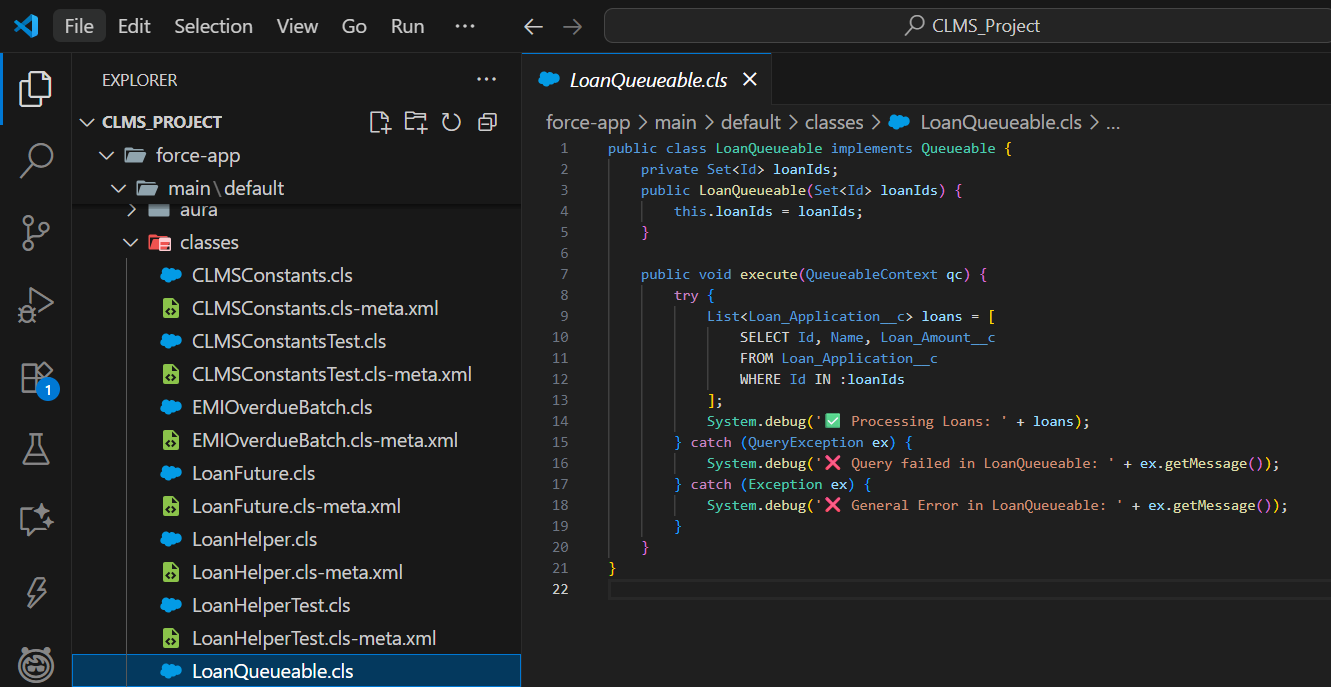 File Edit Selection View Go Run ···
CLMS_Project
EXPLORER ···
CLMS_PROJECT
force-app
main\default
aura
classes
CLMSConstants.cls
CLMSConstants.cls-meta.xml
CLMSConstantsTest.cls
CLMSConstantsTest.cls-meta.xml
EMIOverdueBatch.cls
EMIOverdueBatch.cls-meta.xml
LoanFuture.cls
LoanFuture.cls-meta.xml
LoanHelper.cls
LoanHelper.cls-meta.xml
LoanHelperTest.cls
LoanHelperTest.cls-meta.xml
LoanQueueable.cls
1
LoanQueueable.cls
force-app > main > default > classes > LoanQueueable.cls > ...
1 public class LoanQueueable implements Queueable {
2     private Set<Id> loanIds;
3     public LoanQueueable(Set<Id> loanIds) {
4         this.loanIds = loanIds;
5     }
6
7     public void execute(QueueableContext qc) {
8         try {
9             List<Loan_Application__c> loans = [
10                 SELECT Id, Name, Loan_Amount__c
11                 FROM Loan_Application__c
12                 WHERE Id IN :loanIds
13             ];
14             System.debug('✅ Processing Loans: ' + loans);
15         } catch (QueryException ex) {
16             System.debug('❌ Query failed in LoanQueueable: ' + ex.getMessage());
17         } catch (Exception ex) {
18             System.debug('❌ General Error in LoanQueueable: ' + ex.getMessage());
19         }
20     }
21 }
22